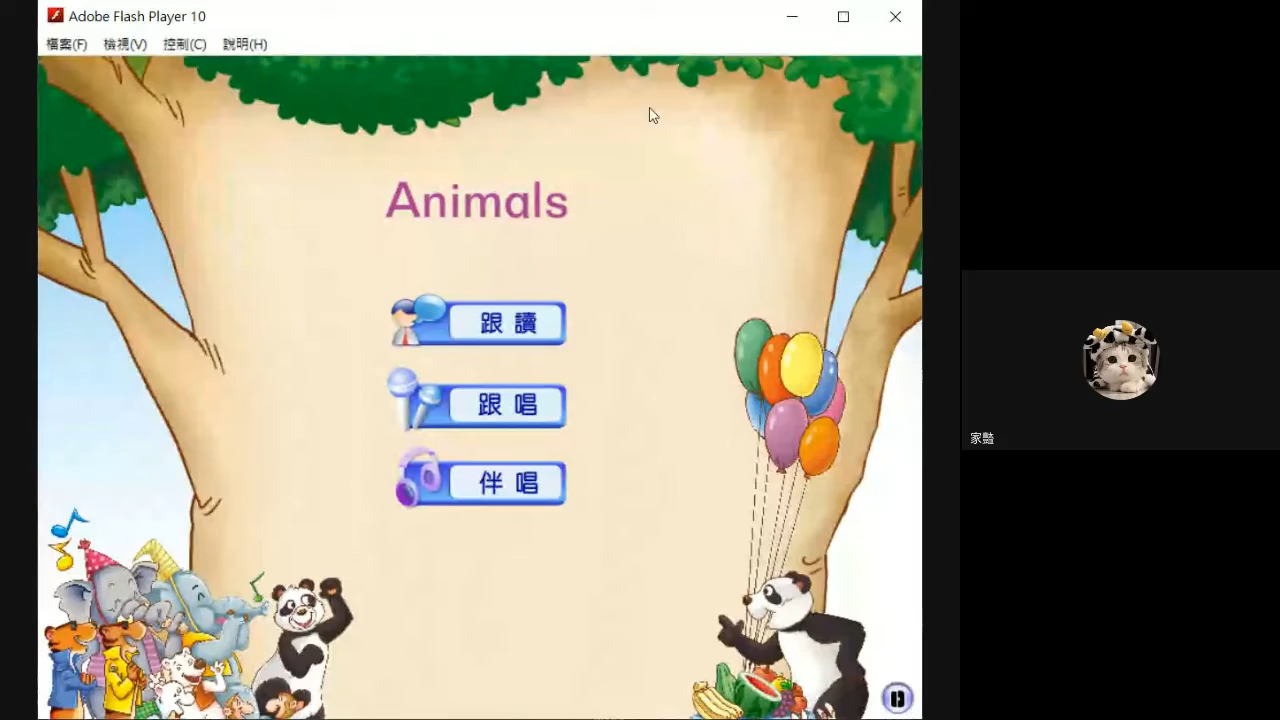 Adobe Flash Player 10
檔案(F) 檢視(V) 控制(C) 說明(H)
Animals
跟讀
跟唱
伴唱
家豔